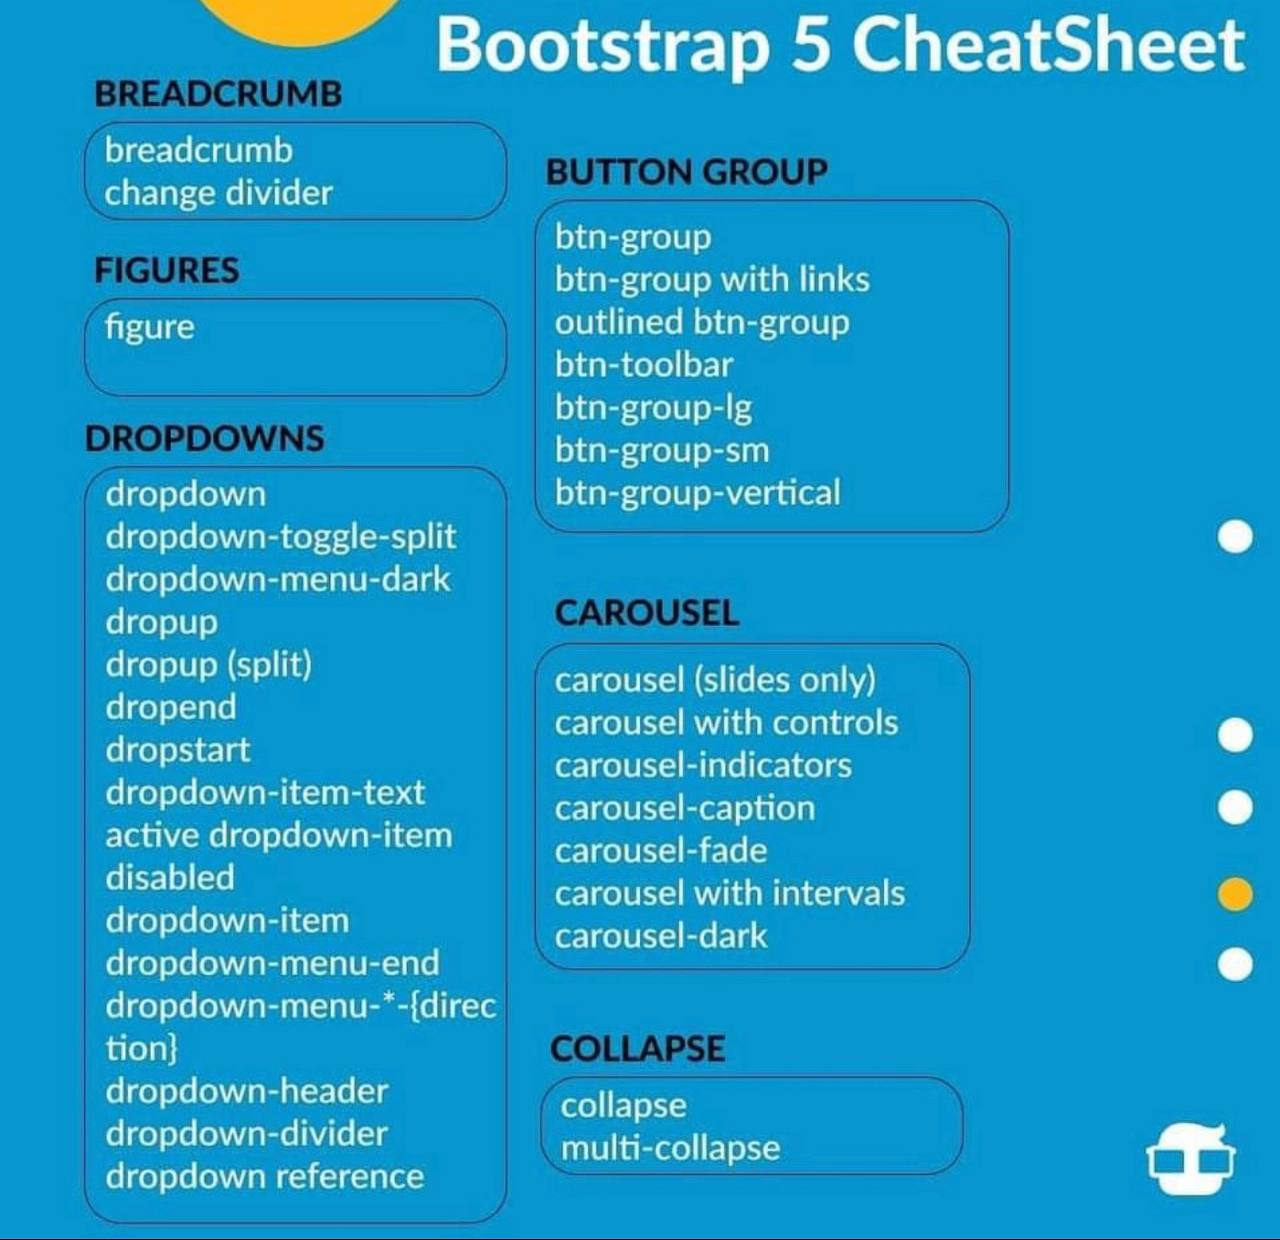 Bootstrap 5 CheatSheet
BREADCRUMB
breadcrumb
change divider
FIGURES
figure
DROPDOWNS
dropdown
dropdown-toggle-split
dropdown-menu-dark
dropup
dropup (split)
dropend
dropstart
dropdown-item-text
active dropdown-item
disabled
dropdown-item
dropdown-menu-end
dropdown-menu-*-{direc
tion}
dropdown-header
dropdown-divider
dropdown reference
BUTTON GROUP
btn-group
btn-group with links
outlined btn-group
btn-toolbar
btn-group-lg
btn-group-sm
btn-group-vertical
CAROUSEL
carousel (slides only)
carousel with controls
carousel-indicators
carousel-caption
carousel-fade
carousel with intervals
carousel-dark
COLLAPSE
collapse
multi-collapse